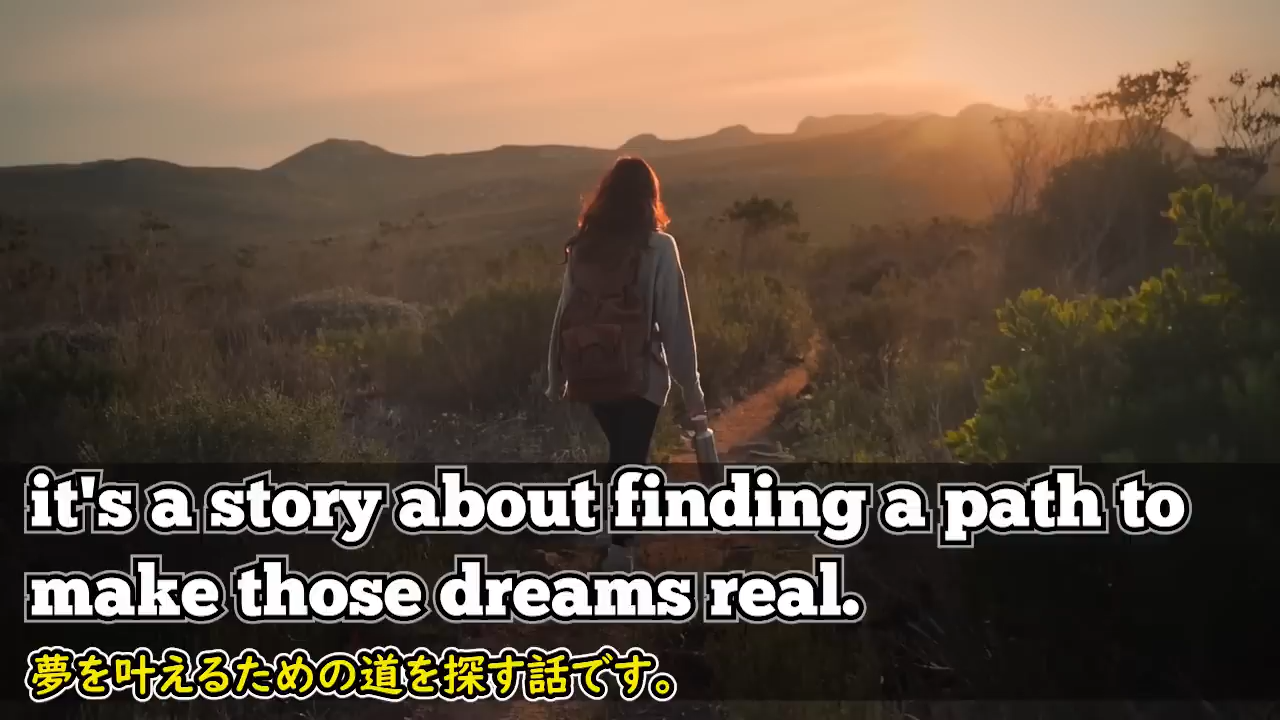 it's a story about finding a path to
make those dreams real.
夢を叶えるための道を探す話です。